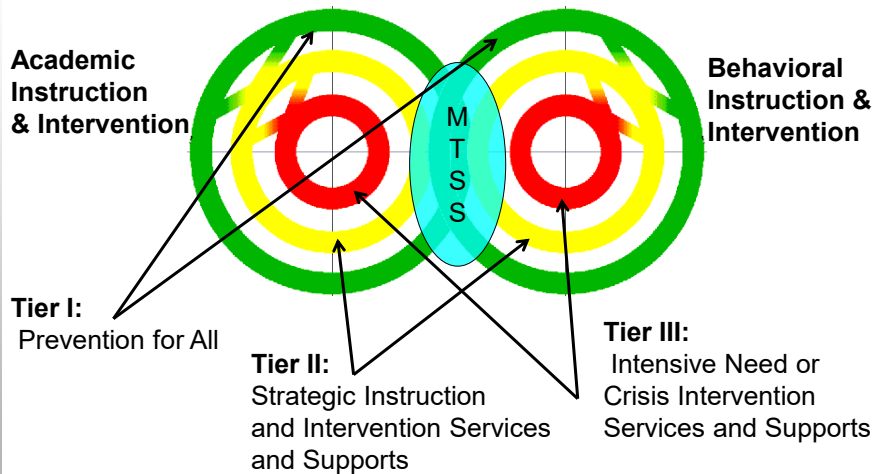 Academic
Instruction
& Intervention
Behavioral
Instruction &
Intervention
M
T
S
S
Tier I:
Prevention for All
Tier II:
Strategic Instruction
and Intervention Services
and Supports
Tier III:
Intensive Need or
Crisis Intervention
Services and Supports